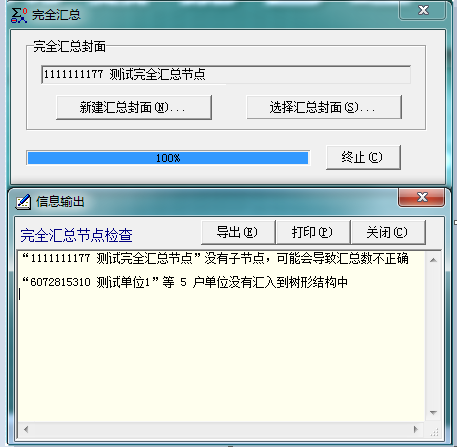 完全汇总
完全汇总封面
1111111177 测试完全汇总节点
新建汇总封面(N)...
选择汇总封面(S)...
100%
终止(C)
信息输出
完全汇总节点检查
导出(E)
打印(P)
关闭(C)
“1111111177 测试完全汇总节点”没有子节点，可能会导致汇总数不正确
“6072815310 测试单位1”等 5 户单位没有汇入到树形结构中